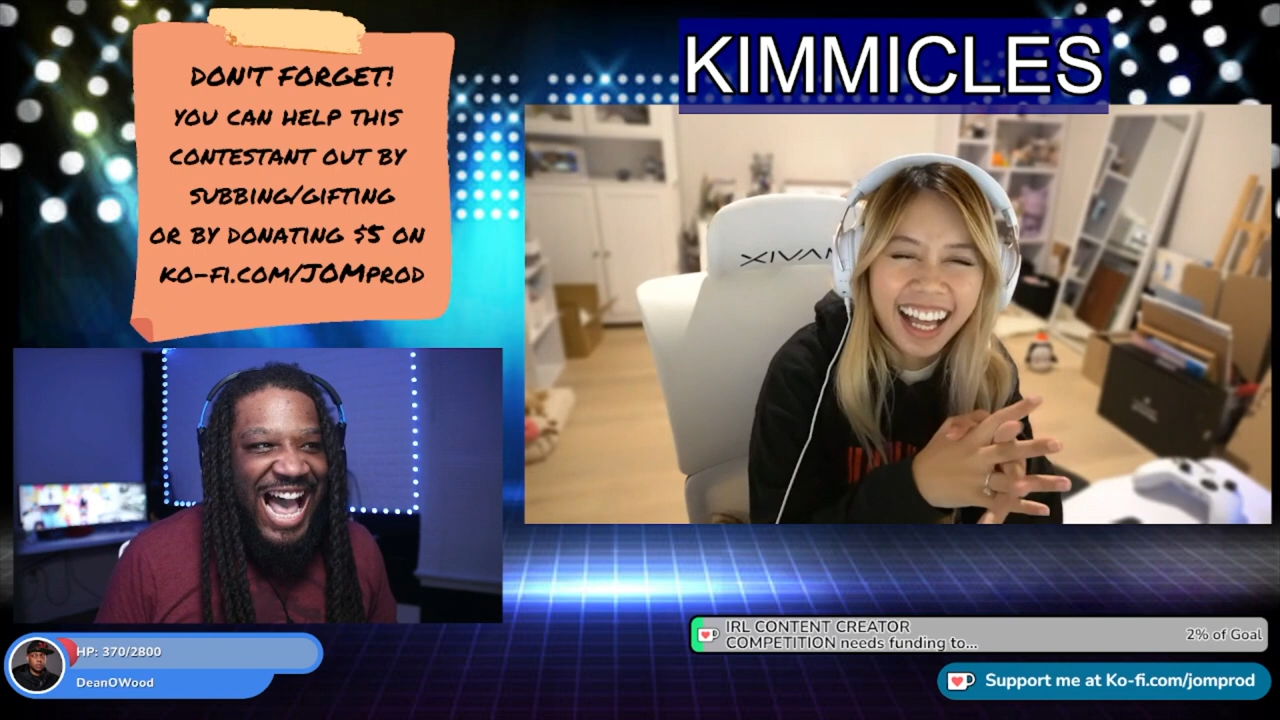 DON'T FORGET!
YOU CAN HELP THIS
CONTESTANT OUT BY
SUBBING/GIFTING
OR BY DONATING $5 ON
KO-FI.COM/JOMPROD
KIMMICLES
XIVAN
HP: 370/2800
DeanOWood
IRL CONTENT CREATOR
COMPETITION needs funding to...
2% of Goal
Support me at Ko-fi.com/jomprod